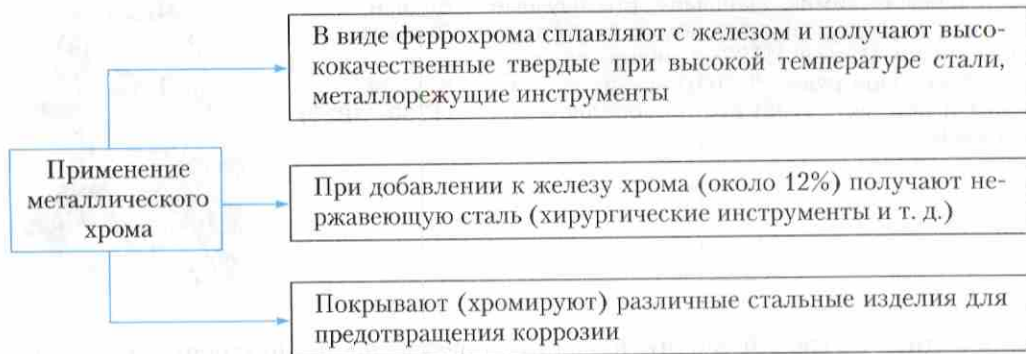 В виде феррохрома сплавляют с железом и получают высо-
кокачественные твердые при высокой температуре стали,
металлорежущие инструменты
Применение
металлического
хрома
При добавлении к железу хрома (около 12%) получают не-
ржавеющую сталь (хирургические инструменты и т. д.)
Покрывают (хромируют) различные стальные изделия для
предотвращения коррозии